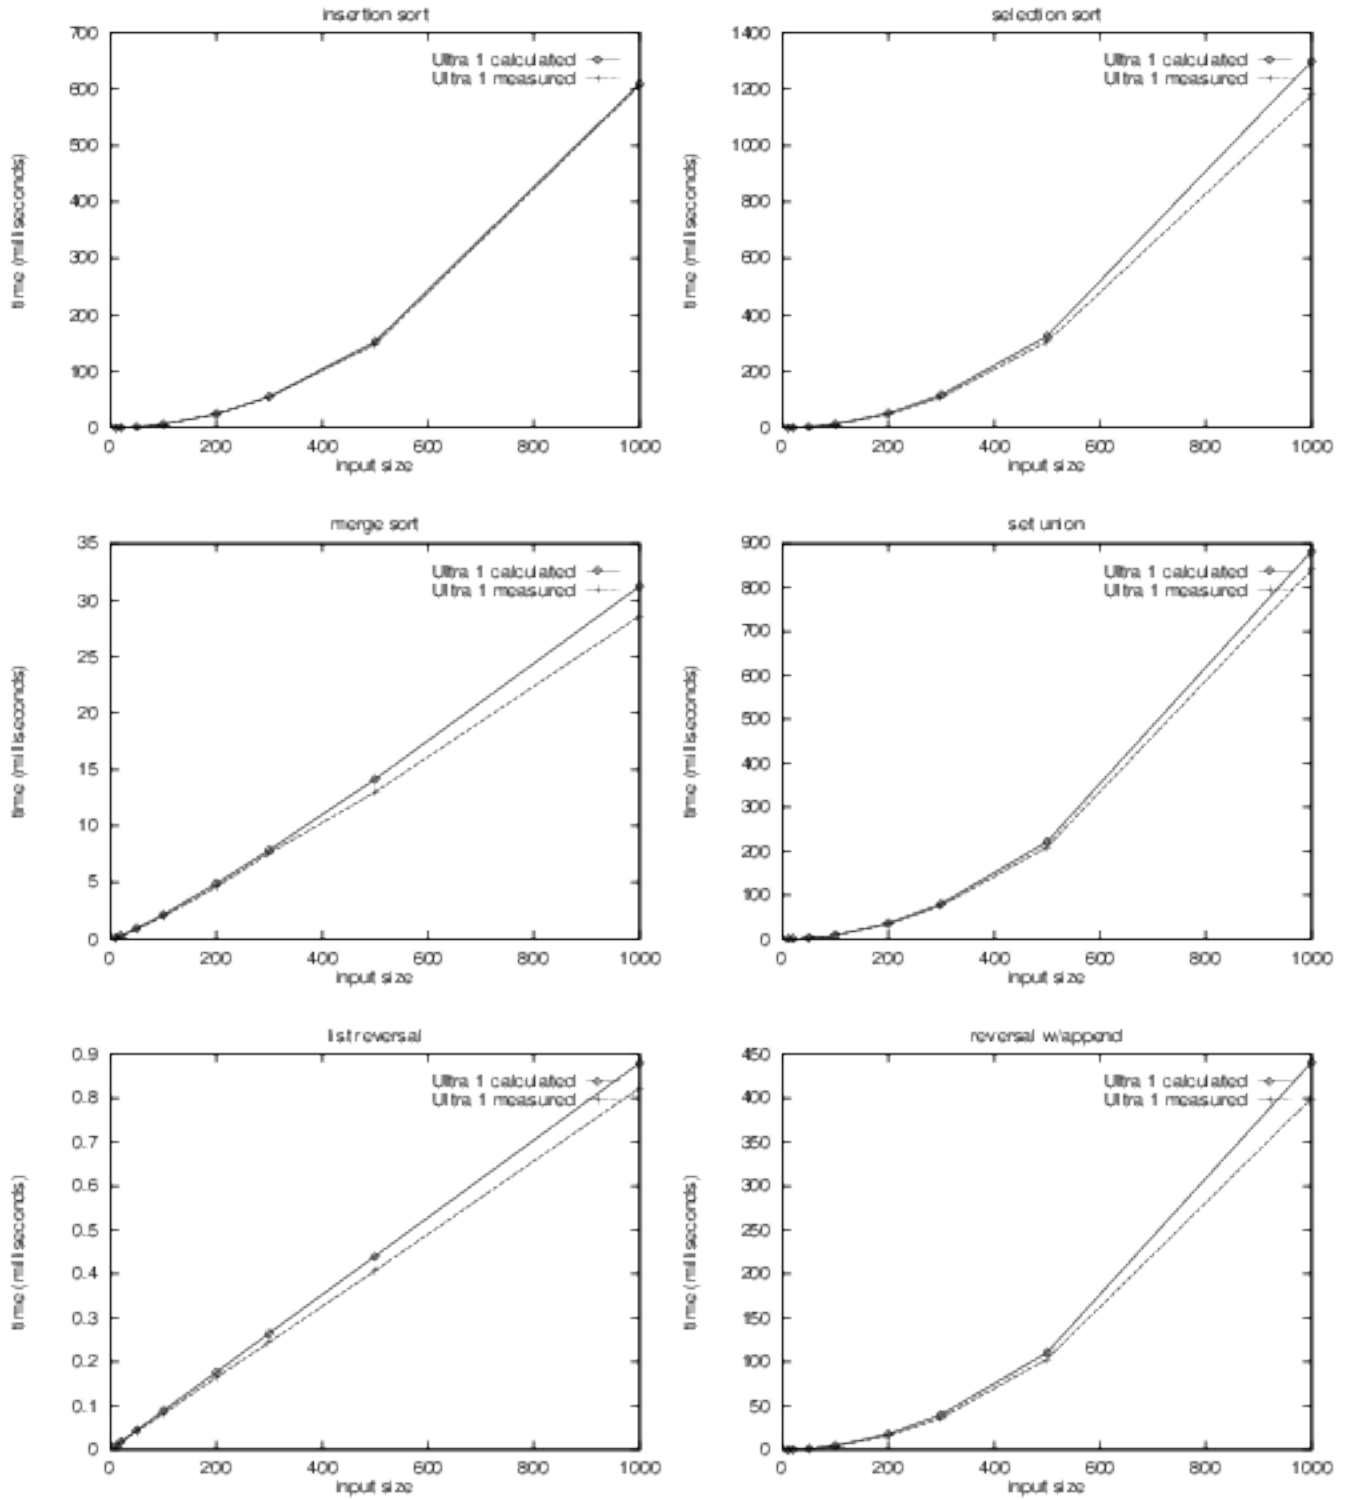 insertion sort
700
600
500
400
300
200
100
0
time (milliseconds)
Ultra 1 calculated
Ultra 1 measured
0 200 400 600 800 1000
input size
selection sort
1400
1200
1000
800
600
400
200
0
time (milliseconds)
Ultra 1 calculated
Ultra 1 measured
0 200 400 600 800 1000
input size
merge sort
35
30
25
20
15
10
5
0
time (milliseconds)
Ultra 1 calculated
Ultra 1 measured
0 200 400 600 800 1000
input size
set union
900
800
700
600
500
400
300
200
100
0
time (milliseconds)
Ultra 1 calculated
Ultra 1 measured
0 200 400 600 800 1000
input size
list reversal
0.9
0.8
0.7
0.6
0.5
0.4
0.3
0.2
0.1
0
time (milliseconds)
Ultra 1 calculated
Ultra 1 measured
0 200 400 600 800 1000
input size
reversal w/append
450
400
350
300
250
200
150
100
50
0
time (milliseconds)
Ultra 1 calculated
Ultra 1 measured
0 200 400 600 800 1000
input size